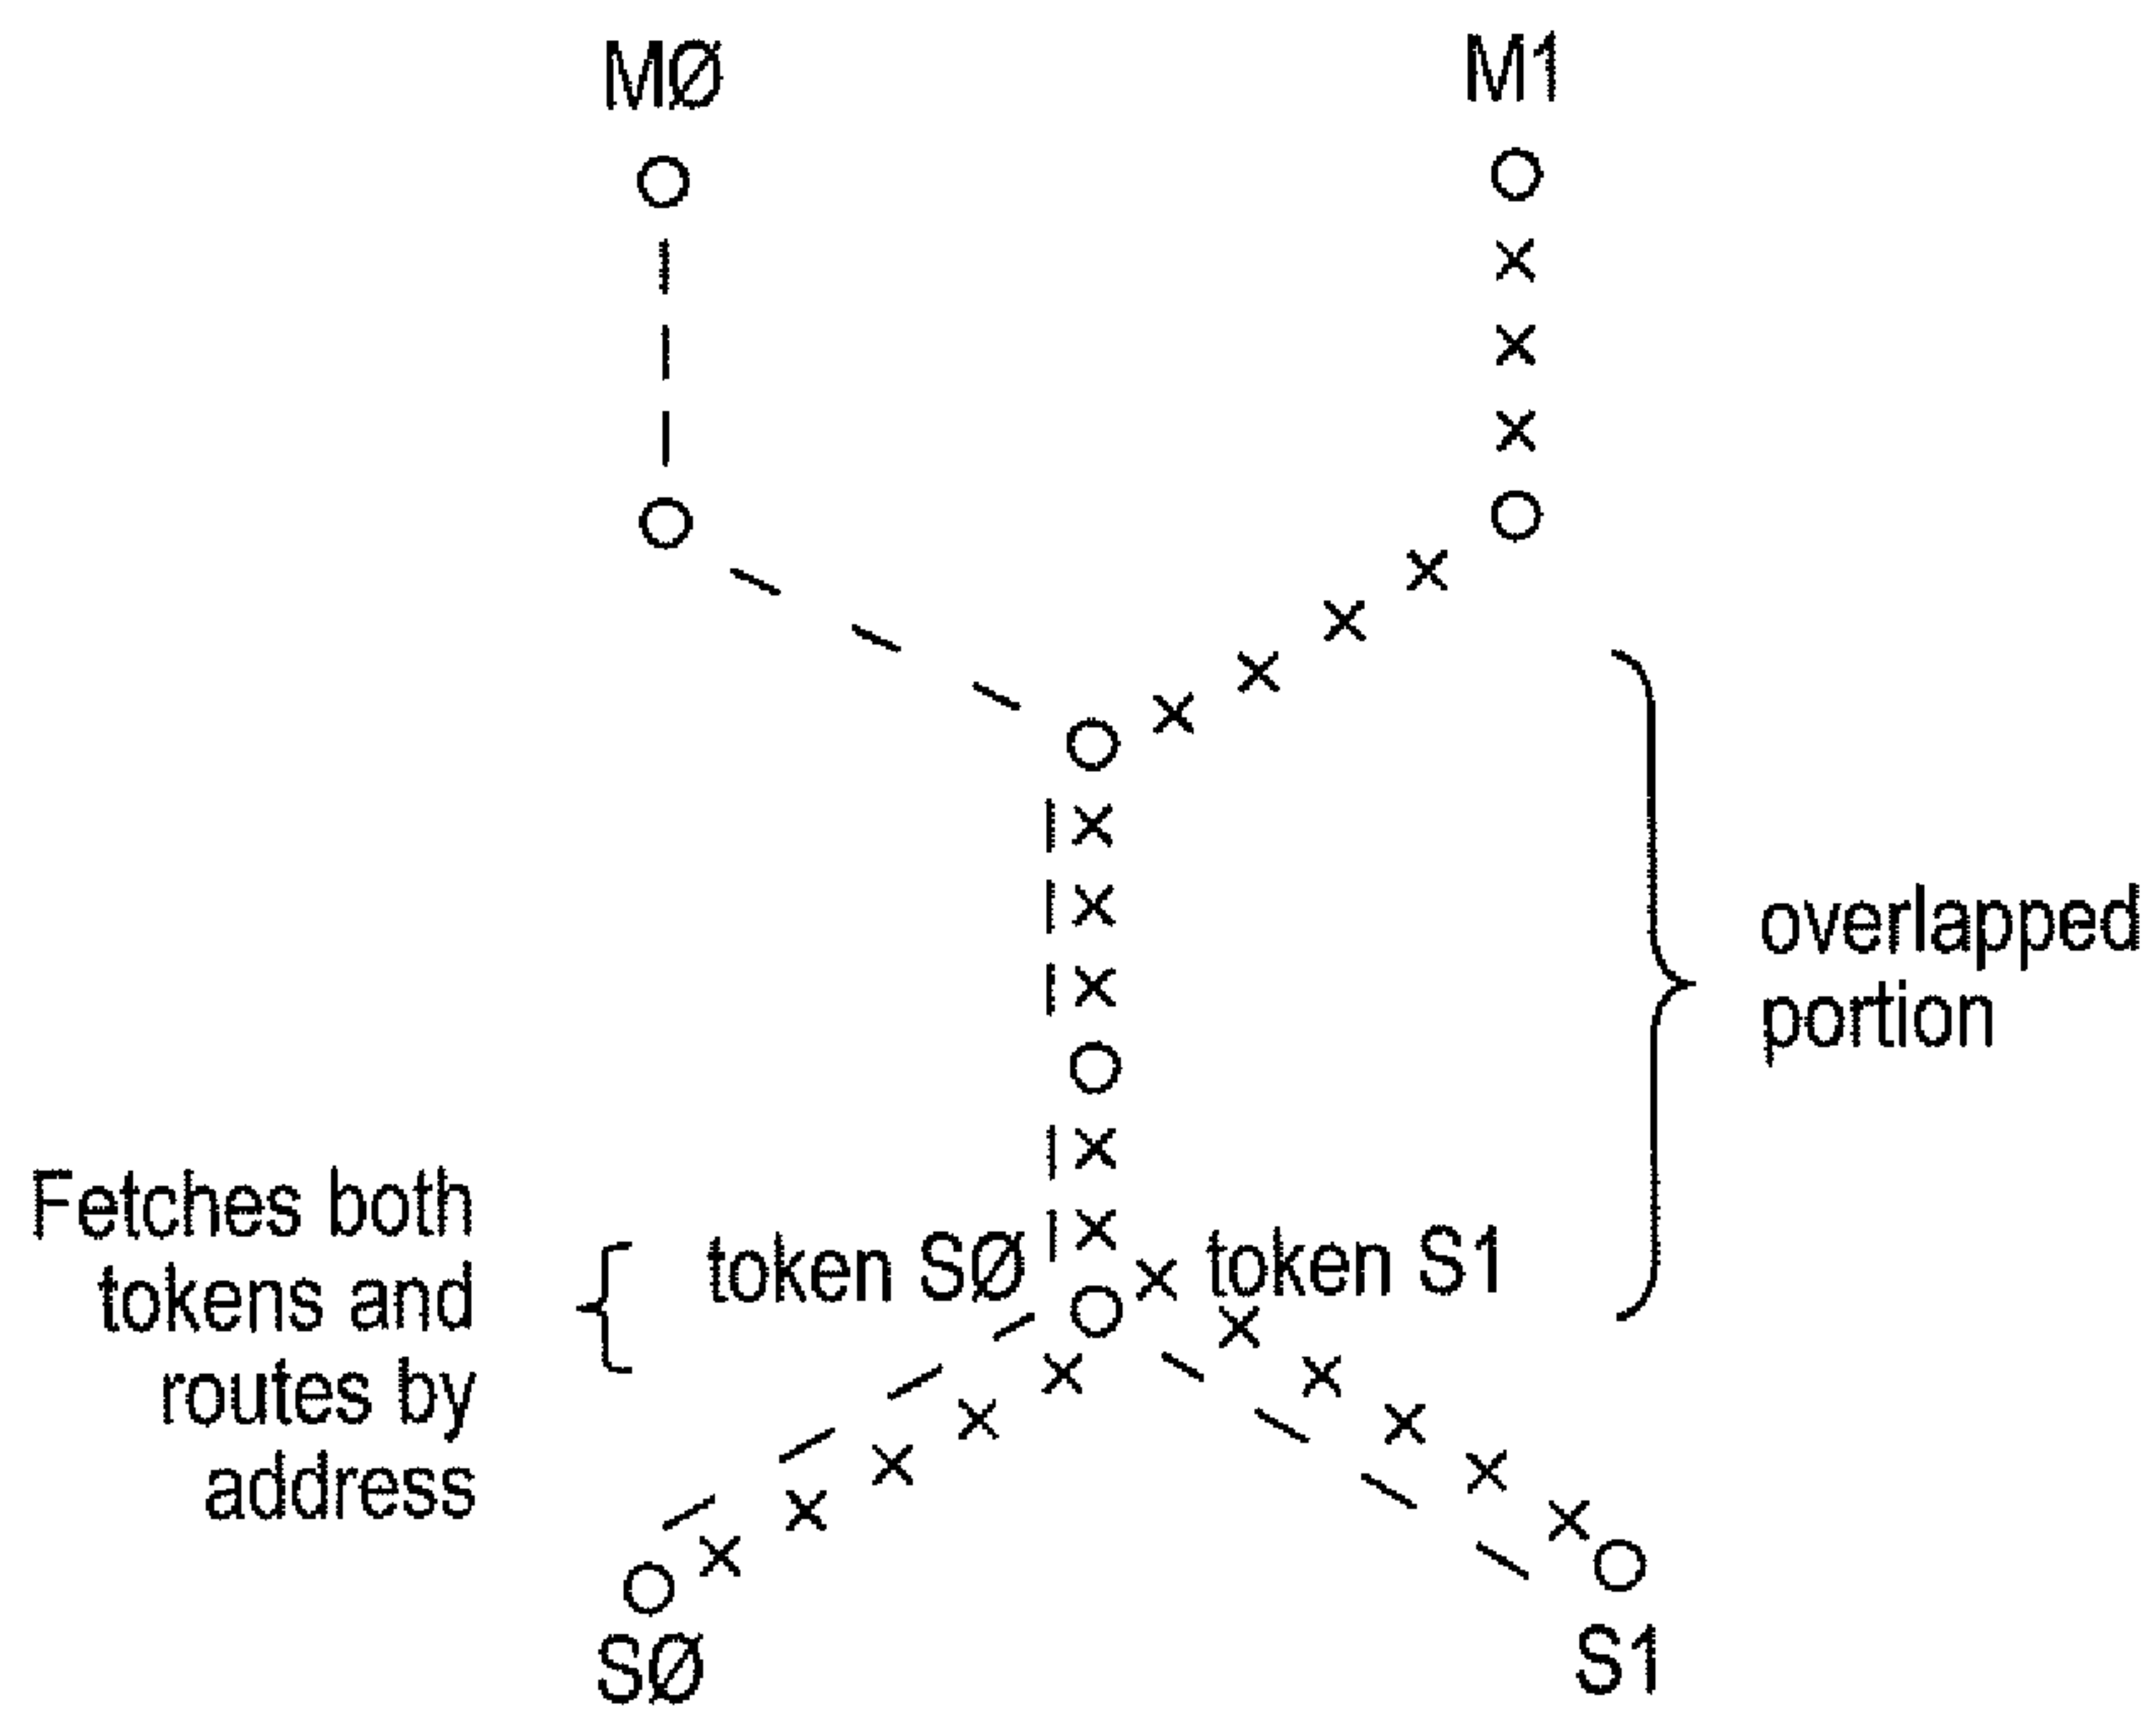 MØ
M1
overlapped
portion
Fetches both
tokens and
routes by
address
token SØ
token S1
SØ
S1